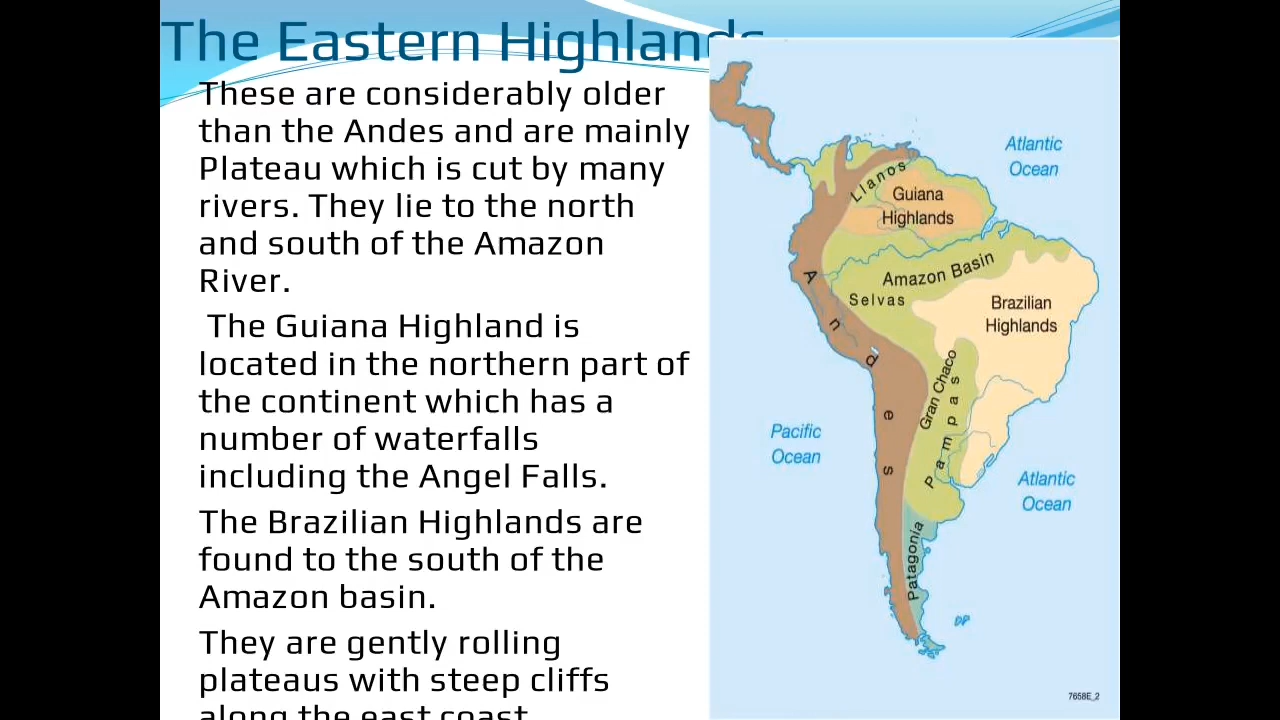 The Eastern Highlands
These are considerably older
than the Andes and are mainly
Plateau which is cut by many
rivers. They lie to the north
and south of the Amazon
River.
The Guiana Highland is
located in the northern part of
the continent which has a
number of waterfalls
including the Angel Falls.
The Brazilian Highlands are
found to the south of the
Amazon basin.
They are gently rolling
plateaus with steep cliffs
along the east coast
Atlantic
Ocean
Llanos
Guiana
Highlands
Amazon Basin
Selvas
Brazilian
Highlands
Andes
Gran Chaco
Pampas
Pacific
Ocean
Atlantic
Ocean
Patagonia
7658E_2